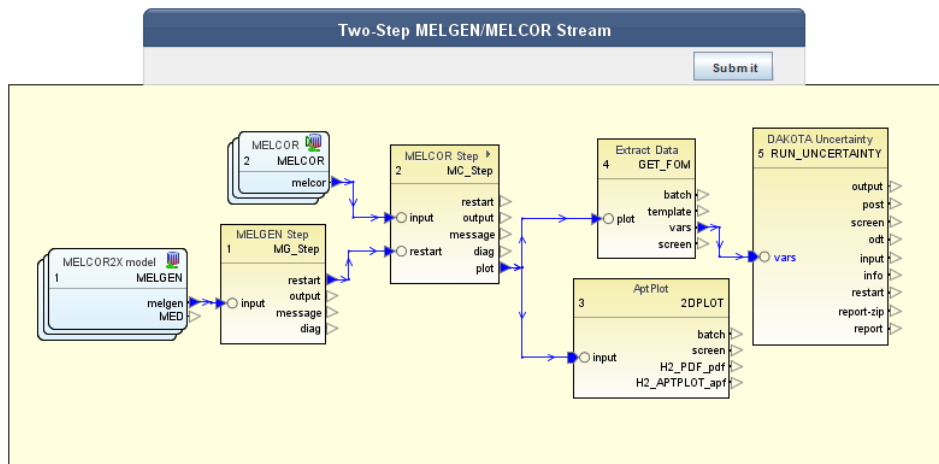 Two-Step MELGEN/MELCOR Stream
Submit
MELCOR
2 MELCOR
melcor
MELCOR Step
2 MC_Step
restart
input
output
message
restart
diag
plot
MELCOR2X model
1 MELGEN
melgen
MED
MELGEN Step
1 MG_Step
restart
input
output
message
diag
Extract Data
4 GET_FOM
batch
template
plot
vars
screen
AptPlot
3 2DPLOT
batch
screen
input
H2_PDF_pdf
H2_APTPLOT_apf
DAKOTA Uncertainty
5 RUN_UNCERTAINTY
output
post
screen
odt
vars
input
info
restart
report-zip
report